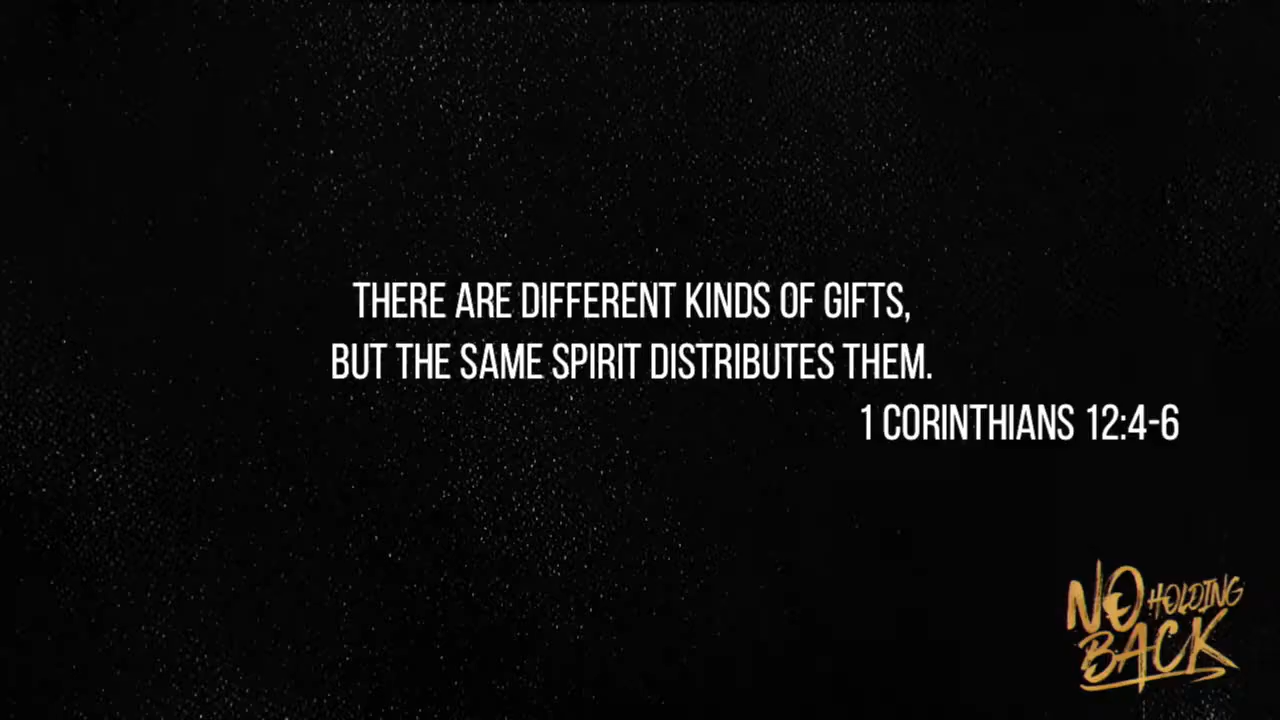 THERE ARE DIFFERENT KINDS OF GIFTS,
BUT THE SAME SPIRIT DISTRIBUTES THEM.
1 CORINTHIANS 12:4-6
NO HOLDING
BACK